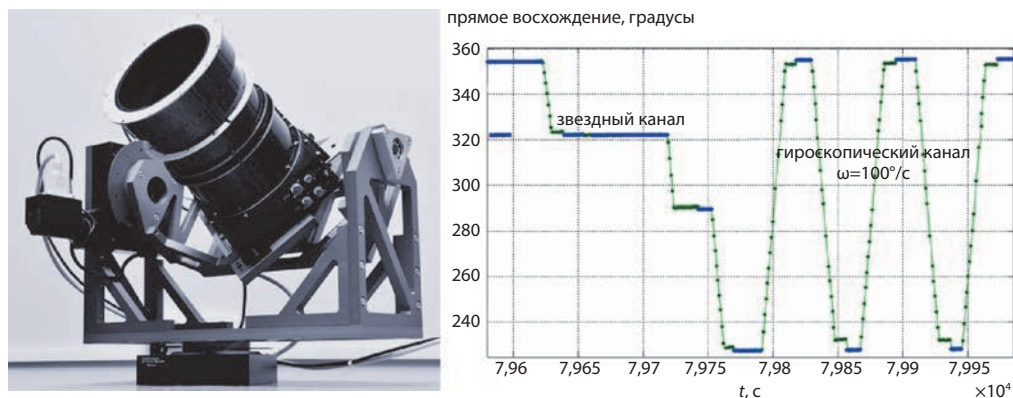 прямое восхождение, градусы
360
340
звездный канал
320
гироскопический канал
ω=100°/с
300
280
260
240
7,96 7,965 7,97 7,975 7,98 7,985 7,99 7,995
t, с ×10⁴